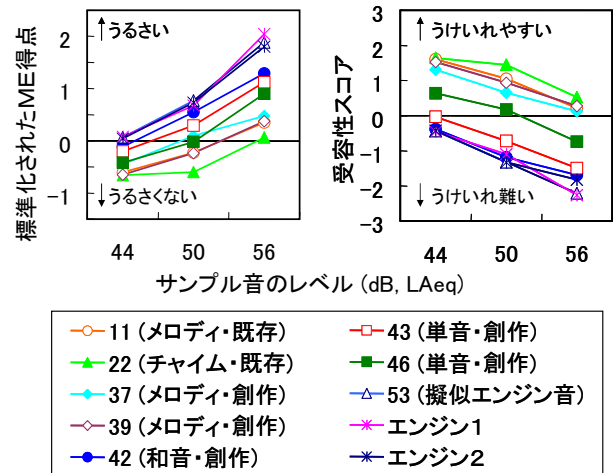 標準化されたME得点
2
1
0
−1
↑うるさい
↓うるさくない
44 50 56
受容性スコア
3
2
1
0
-1
-2
-3
↑うけいれやすい
↓うけいれ難い
44 50 56
サンプル音のレベル (dB, LAeq)
11 (メロディ・既存)
22 (チャイム・既存)
37 (メロディ・創作)
39 (メロディ・創作)
42 (和音・創作)
43 (単音・創作)
46 (単音・創作)
53 (擬似エンジン音)
エンジン1
エンジン2